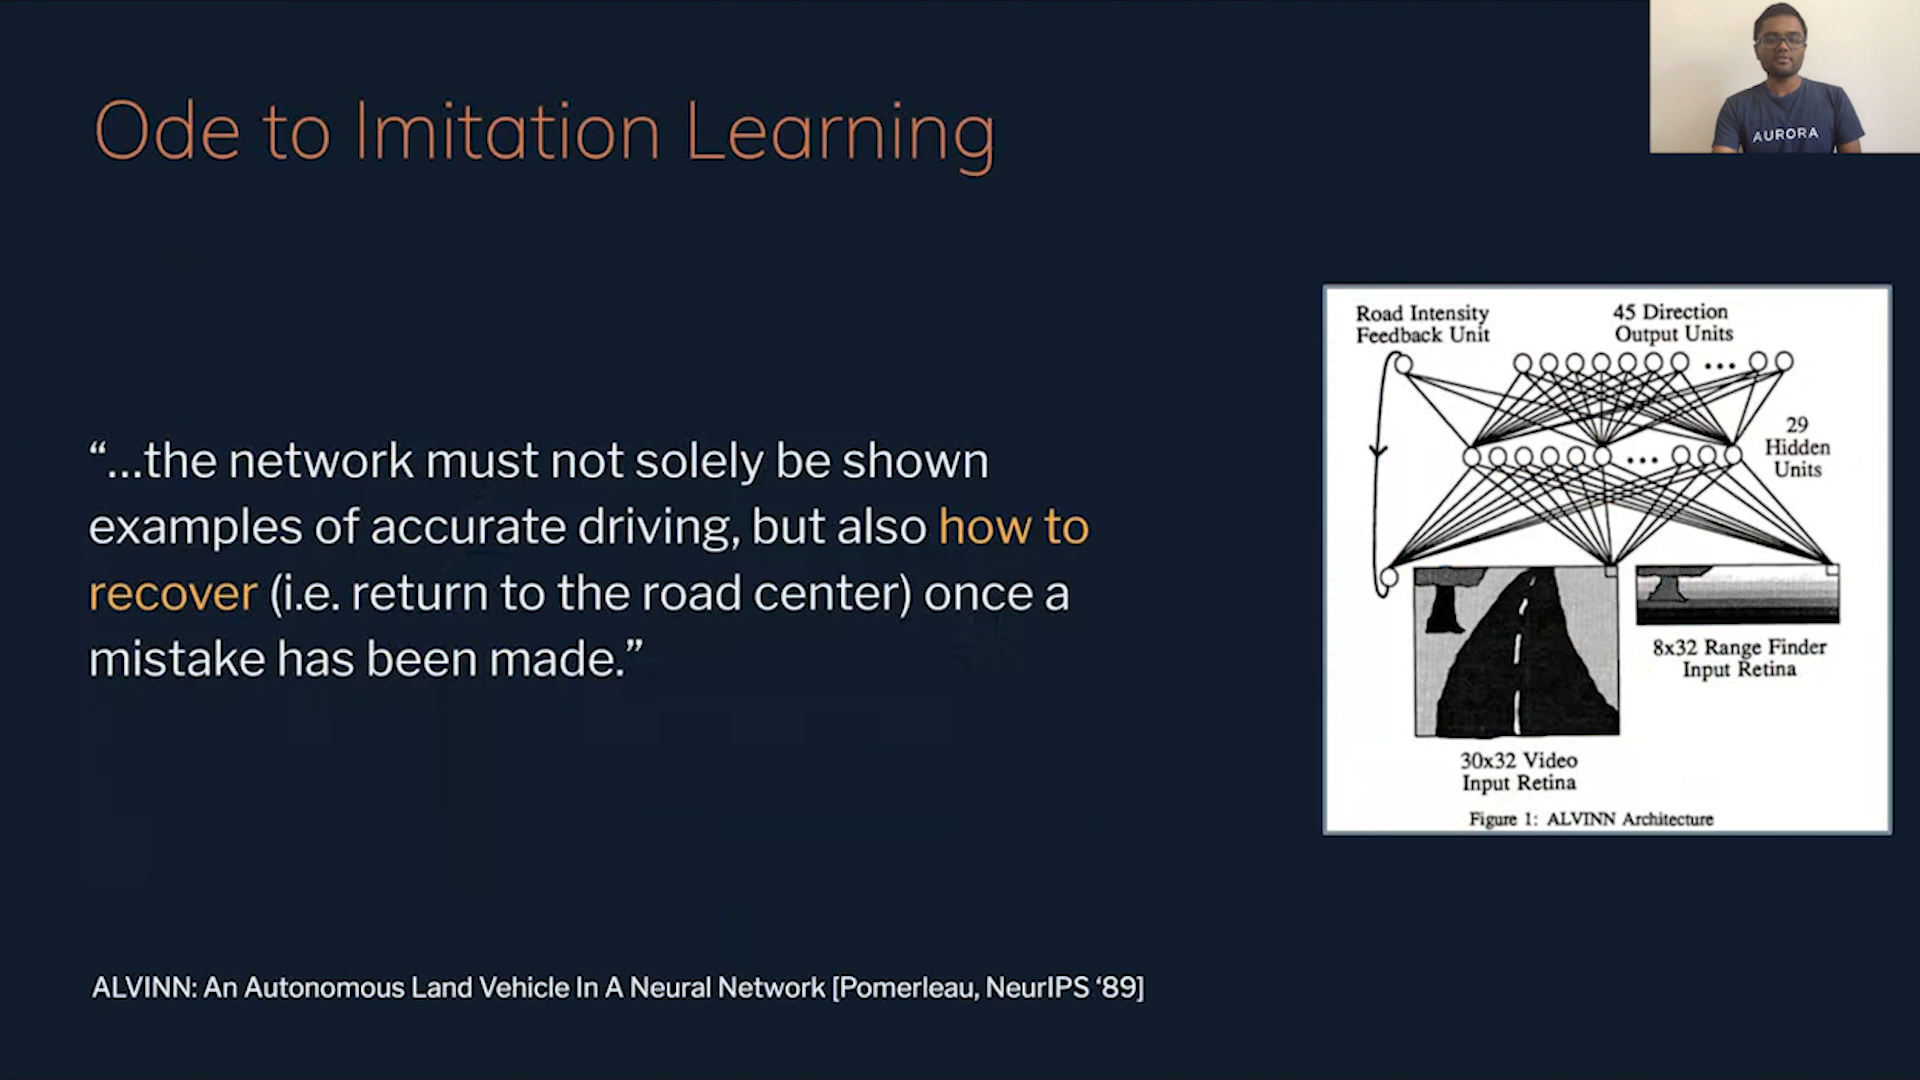 Ode to Imitation Learning
AURORA
“...the network must not solely be shown
examples of accurate driving, but also how to
recover (i.e. return to the road center) once a
mistake has been made.”
Road Intensity
Feedback Unit
45 Direction
Output Units
29
Hidden
Units
8x32 Range Finder
Input Retina
30x32 Video
Input Retina
Figure 1: ALVINN Architecture
ALVINN: An Autonomous Land Vehicle In A Neural Network [Pomerleau, NeurIPS ‘89]